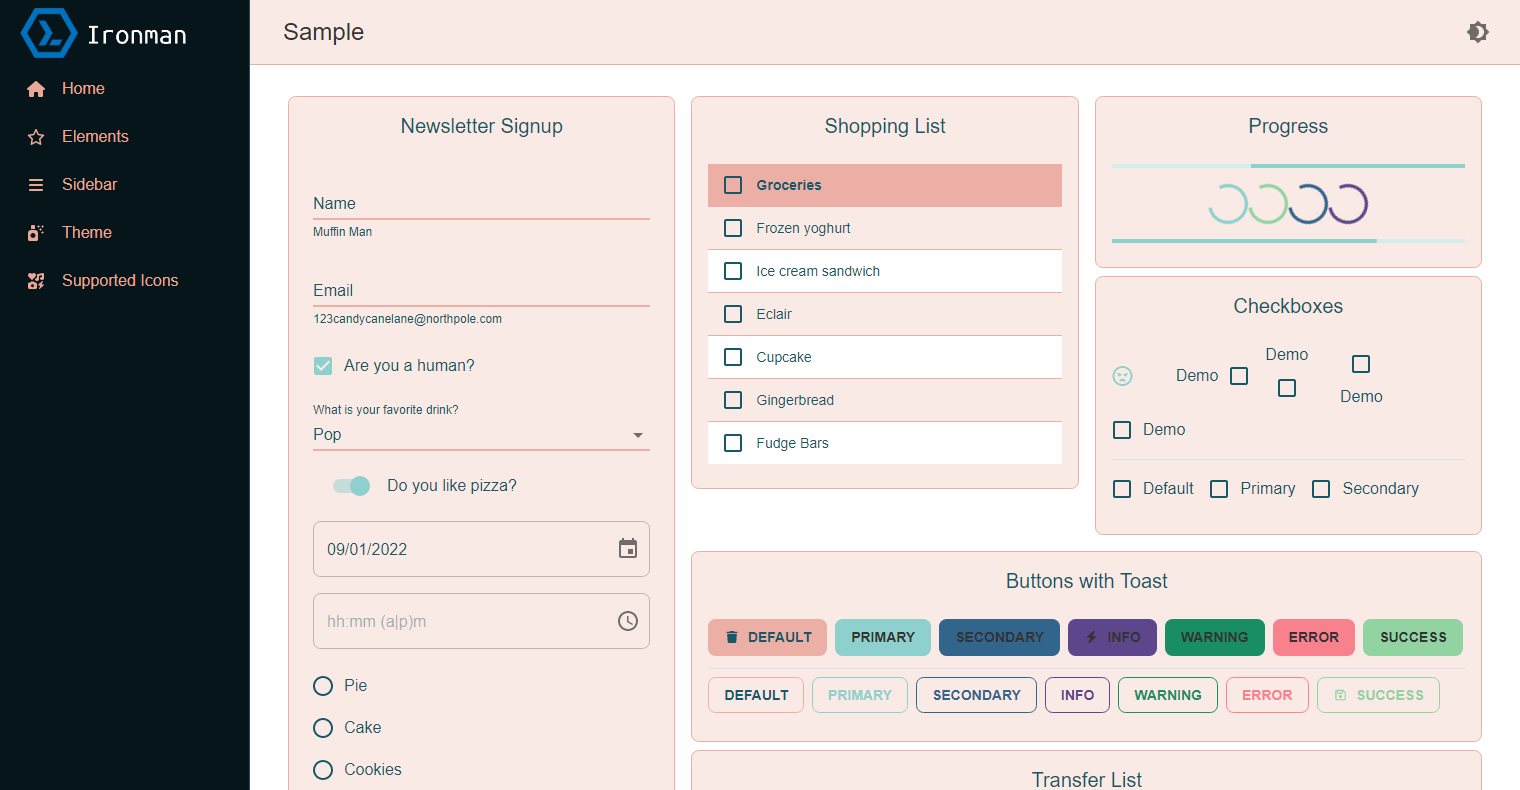 Ironman
Home
Elements
Sidebar
Theme
Supported Icons
Sample
Newsletter Signup
Name
Muffin Man
Email
123candycanelane@northpole.com
Are you a human?
What is your favorite drink?
Pop
Do you like pizza?
09/01/2022
hh:mm (a|p)m
Pie
Cake
Cookies
Shopping List
Groceries
Frozen yoghurt
Ice cream sandwich
Eclair
Cupcake
Gingerbread
Fudge Bars
Progress
Checkboxes
Demo
Demo
Demo
Demo
Default Primary Secondary
Buttons with Toast
DEFAULT PRIMARY SECONDARY INFO WARNING ERROR SUCCESS
DEFAULT PRIMARY SECONDARY INFO WARNING ERROR SUCCESS
Transfer List